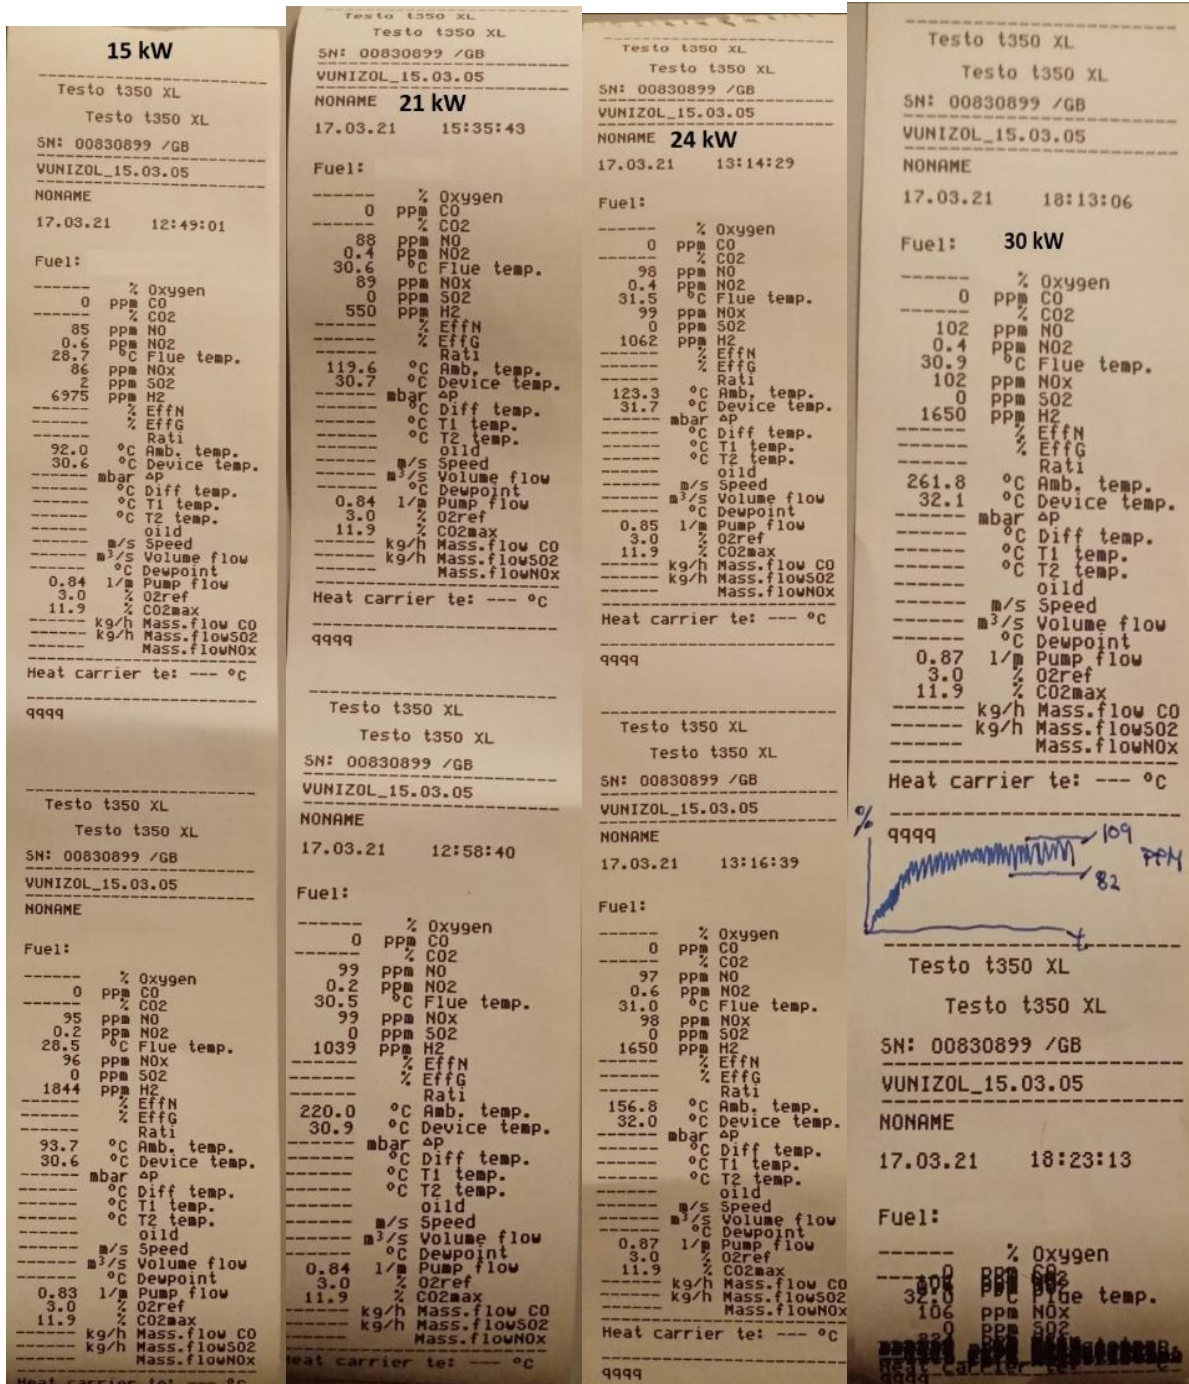 15 kW
Testo t350 XL
Testo t350 XL
SN: 00830899 /GB
VUNIZOL_15.03.05
NONAME
17.03.21 12:49:01
Fuel:
------ % Oxygen
0 ppm CO
------ % CO2
85 ppm NO
0.6 ppm NO2
28.7 °C Flue temp.
86 ppm NOx
2 ppm SO2
6975 ppm H2
------ % EffN
------ % EffG
------ Rati
92.0 °C Amb. temp.
30.6 °C Device temp.
------ mbar ΔP
------ °C Diff temp.
------ °C T1 temp.
------ °C T2 temp.
------ oild
------ m/s Speed
------ m³/s Volume flow
------ °C Dewpoint
0.84 l/m Pump flow
3.0 % O2ref
11.9 % CO2max
------ kg/h Mass.flow CO
------ kg/h Mass.flowSO2
------ Mass.flowNOx
Heat carrier te: --- °C
qqqq
Testo t350 XL
Testo t350 XL
SN: 00830899 /GB
VUNIZOL_15.03.05
NONAME
Fuel:
------ % Oxygen
0 ppm CO
------ % CO2
95 ppm NO
0.2 ppm NO2
28.5 °C Flue temp.
96 ppm NOx
0 ppm SO2
1844 ppm H2
------ % EffN
------ % EffG
------ Rati
93.7 °C Amb. temp.
30.6 °C Device temp.
------ mbar ΔP
------ °C Diff temp.
------ °C T1 temp.
------ °C T2 temp.
------ oild
------ m/s Speed
------ m³/s Volume flow
------ °C Dewpoint
0.83 l/m Pump flow
3.0 % O2ref
11.9 % CO2max
------ kg/h Mass.flow CO
------ kg/h Mass.flowSO2
------ Mass.flowNOx
Heat carrier te: --- °C
Testo t350 XL
Testo t350 XL
SN: 00830899 /GB
VUNIZOL_15.03.05
NONAME 21 kW
17.03.21 15:35:43
Fuel:
------ % Oxygen
0 ppm CO
------ % CO2
88 ppm NO
0.4 ppm NO2
30.6 °C Flue temp.
89 ppm NOx
0 ppm SO2
550 ppm H2
------ % EffN
------ % EffG
------ Rati
119.6 °C Amb. temp.
30.7 °C Device temp.
------ mbar ΔP
------ °C Diff temp.
------ °C T1 temp.
------ °C T2 temp.
------ oild
------ m/s Speed
------ m³/s Volume flow
------ °C Dewpoint
0.84 l/m Pump flow
3.0 % O2ref
11.9 % CO2max
------ kg/h Mass.flow CO
------ kg/h Mass.flowSO2
------ Mass.flowNOx
Heat carrier te: --- °C
qqqq
Testo t350 XL
Testo t350 XL
SN: 00830899 /GB
VUNIZOL_15.03.05
NONAME
17.03.21 12:58:40
Fuel:
------ % Oxygen
0 ppm CO
------ % CO2
99 ppm NO
0.2 ppm NO2
30.5 °C Flue temp.
99 ppm NOx
0 ppm SO2
1039 ppm H2
------ % EffN
------ % EffG
------ Rati
220.0 °C Amb. temp.
30.9 °C Device temp.
------ mbar ΔP
------ °C Diff temp.
------ °C T1 temp.
------ °C T2 temp.
------ oild
------ m/s Speed
------ m³/s Volume flow
------ °C Dewpoint
0.84 l/m Pump flow
3.0 % O2ref
11.9 % CO2max
------ kg/h Mass.flow CO
------ kg/h Mass.flowSO2
------ Mass.flowNOx
Heat carrier te: --- °C
Testo t350 XL
Testo t350 XL
SN: 00830899 /GB
VUNIZOL_15.03.05
NONAME 24 kW
17.03.21 13:14:29
Fuel:
------ % Oxygen
0 ppm CO
------ % CO2
98 ppm NO
0.4 ppm NO2
31.5 °C Flue temp.
99 ppm NOx
0 ppm SO2
1062 ppm H2
------ % EffN
------ % EffG
------ Rati
123.3 °C Amb. temp.
31.7 °C Device temp.
------ mbar ΔP
------ °C Diff temp.
------ °C T1 temp.
------ °C T2 temp.
------ oild
------ m/s Speed
------ m³/s Volume flow
------ °C Dewpoint
0.85 l/m Pump flow
3.0 % O2ref
11.9 % CO2max
------ kg/h Mass.flow CO
------ kg/h Mass.flowSO2
------ Mass.flowNOx
Heat carrier te: --- °C
qqqq
Testo t350 XL
Testo t350 XL
SN: 00830899 /GB
VUNIZOL_15.03.05
NONAME
17.03.21 13:16:39
Fuel:
------ % Oxygen
0 ppm CO
------ % CO2
97 ppm NO
0.6 ppm NO2
31.0 °C Flue temp.
98 ppm NOx
0 ppm SO2
1650 ppm H2
------ % EffN
------ % EffG
------ Rati
156.8 °C Amb. temp.
32.0 °C Device temp.
------ mbar ΔP
------ °C Diff temp.
------ °C T1 temp.
------ °C T2 temp.
------ oild
------ m/s Speed
------ m³/s Volume flow
------ °C Dewpoint
0.87 l/m Pump flow
3.0 % O2ref
11.9 % CO2max
------ kg/h Mass.flow CO
------ kg/h Mass.flowSO2
------ Mass.flowNOx
Heat carrier te: --- °C
qqqq
Testo t350 XL
Testo t350 XL
SN: 00830899 /GB
VUNIZOL_15.03.05
NONAME
17.03.21 18:13:06
Fuel: 30 kW
------ % Oxygen
0 ppm CO
------ % CO2
102 ppm NO
0.4 ppm NO2
30.9 °C Flue temp.
102 ppm NOx
0 ppm SO2
1650 ppm H2
------ % EffN
------ % EffG
------ Rati
261.8 °C Amb. temp.
32.1 °C Device temp.
------ mbar ΔP
------ °C Diff temp.
------ °C T1 temp.
------ °C T2 temp.
------ oild
------ m/s Speed
------ m³/s Volume flow
------ °C Dewpoint
0.87 l/m Pump flow
3.0 % O2ref
11.9 % CO2max
------ kg/h Mass.flow CO
------ kg/h Mass.flowSO2
------ Mass.flowNOx
Heat carrier te: --- °C
qqqq
%
109
PPM
82
t
Testo t350 XL
Testo t350 XL
SN: 00830899 /GB
VUNIZOL_15.03.05
NONAME
17.03.21 18:23:13
Fuel:
------ % Oxygen
0 ppm
32.0 temp.
106 ppm NOx
0 ppm SO2
Heat carrier te
qqqq